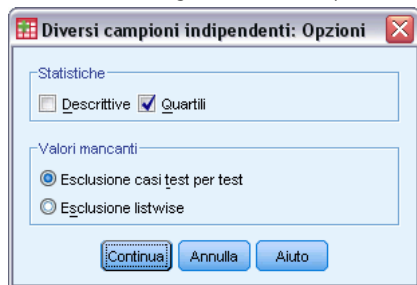 Diversi campioni indipendenti: Opzioni
Statistiche
Descrittive Quartili
Valori mancanti
Esclusione casi test per test
Esclusione listwise
Continua Annulla Aiuto